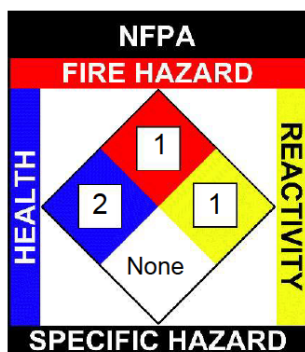 NFPA
FIRE HAZARD
HEALTH
1
2
1
None
REACTIVITY
SPECIFIC HAZARD